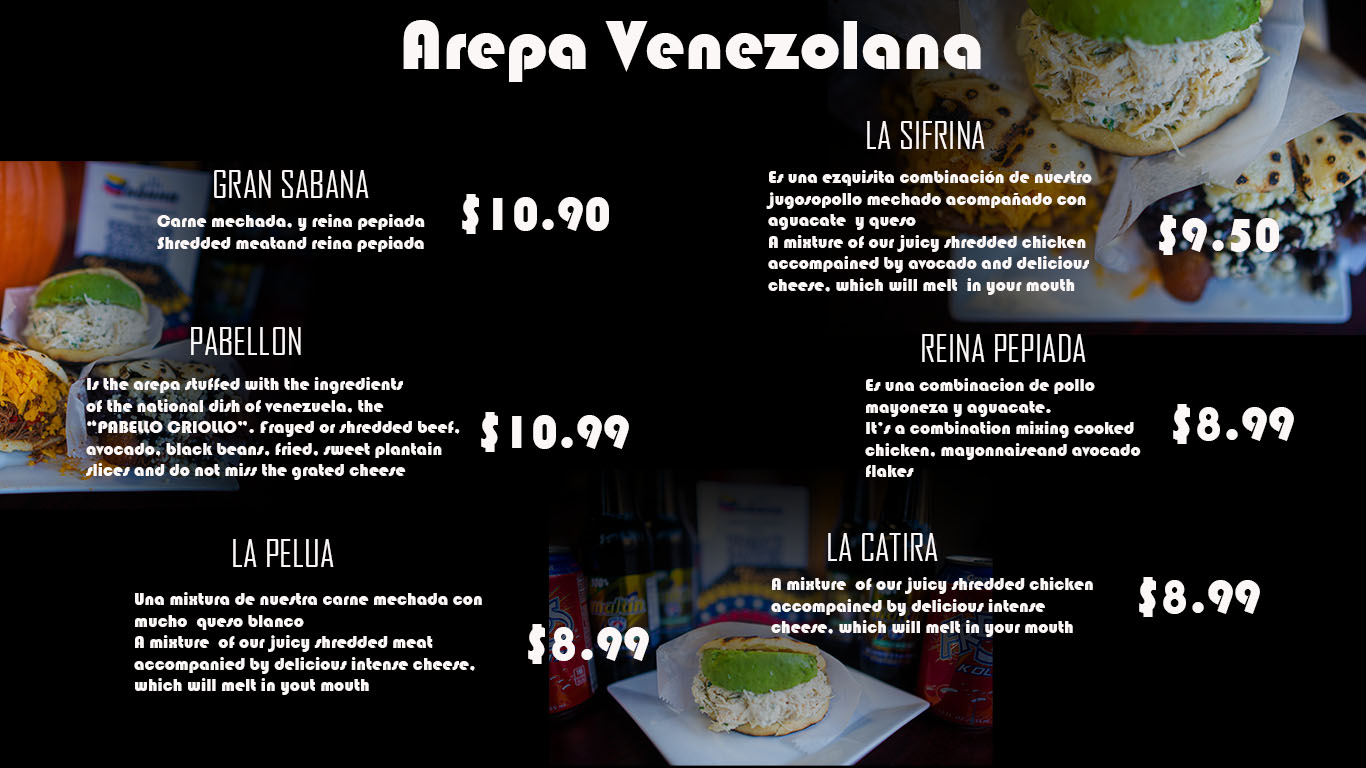 Arepa Venezolana
GRAN SABANA
Carne mechada, y reina pepiada
Shredded meatand reina pepiada
$10.90
PABELLON
Is the arepa stuffed with the ingredients
of the national dish of venezuela, the
“PABELLO CRIOLLO”. Frayed or shredded beef,
avocado, black beans, fried, sweet plantain
slices and do not miss the grated cheese
$10.99
LA PELUA
Una mixtura de nuestra carne mechada con
mucho queso blanco
A mixture of our juicy shredded meat
accompanied by delicious intense cheese,
which will melt in yout mouth
$8.99
LA SIFRINA
Es una ezquisita combinación de nuestro
jugosopollo mechado acompañado con
aguacate y queso
A mixture of our juicy shredded chicken
accompained by avocado and delicious
cheese, which will melt in your mouth
$9.50
REINA PEPIADA
Es una combinacion de pollo
mayoneza y aguacate.
It's a combination mixing cooked
chicken, mayonnaiseand avocado
flakes
$8.99
LA CATIRA
A mixture of our juicy shredded chicken
accompained by delicious intense
cheese, which will melt in your mouth
$8.99